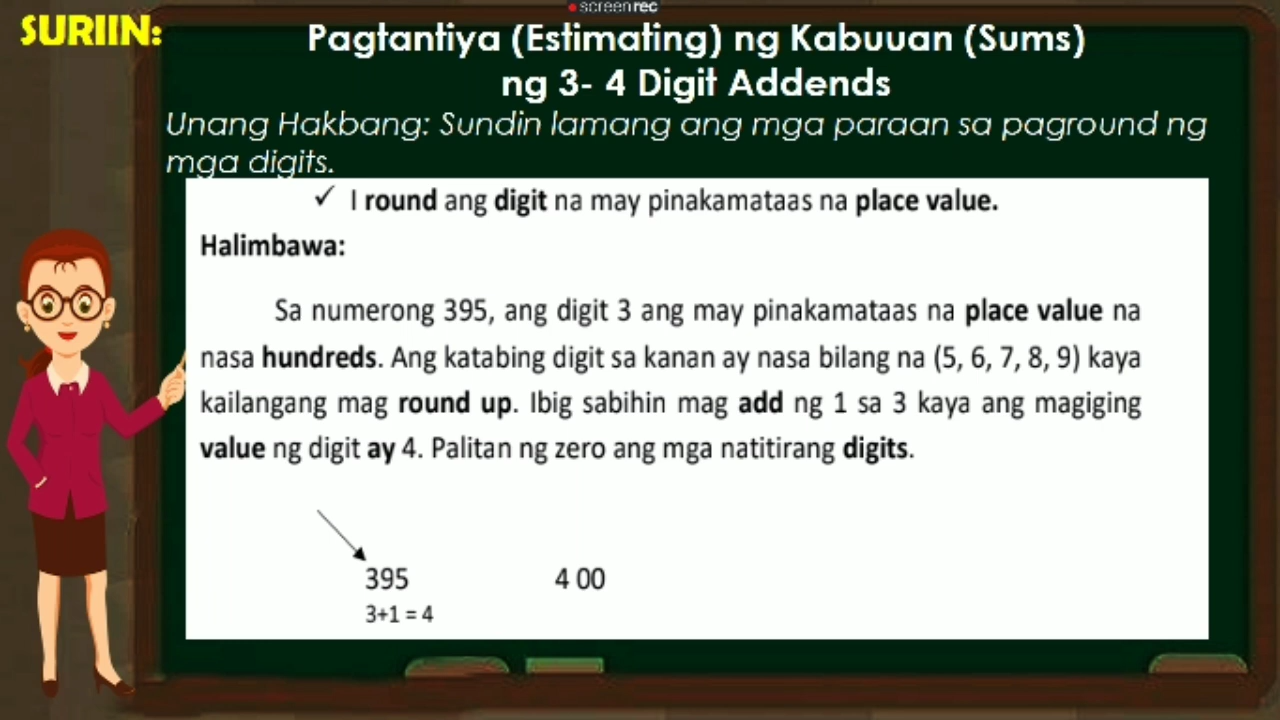 screenrec
SURIIN:
Pagtantiya (Estimating) ng Kabuuan (Sums)
ng 3- 4 Digit Addends
Unang Hakbang: Sundin lamang ang mga paraan sa paground ng
mga digits.
✓ I round ang digit na may pinakamataas na place value.
Halimbawa:
Sa numerong 395, ang digit 3 ang may pinakamataas na place value na
nasa hundreds. Ang katabing digit sa kanan ay nasa bilang na (5, 6, 7, 8, 9) kaya
kailangang mag round up. Ibig sabihin mag add ng 1 sa 3 kaya ang magiging
value ng digit ay 4. Palitan ng zero ang mga natitirang digits.
395 4 00
3+1 = 4